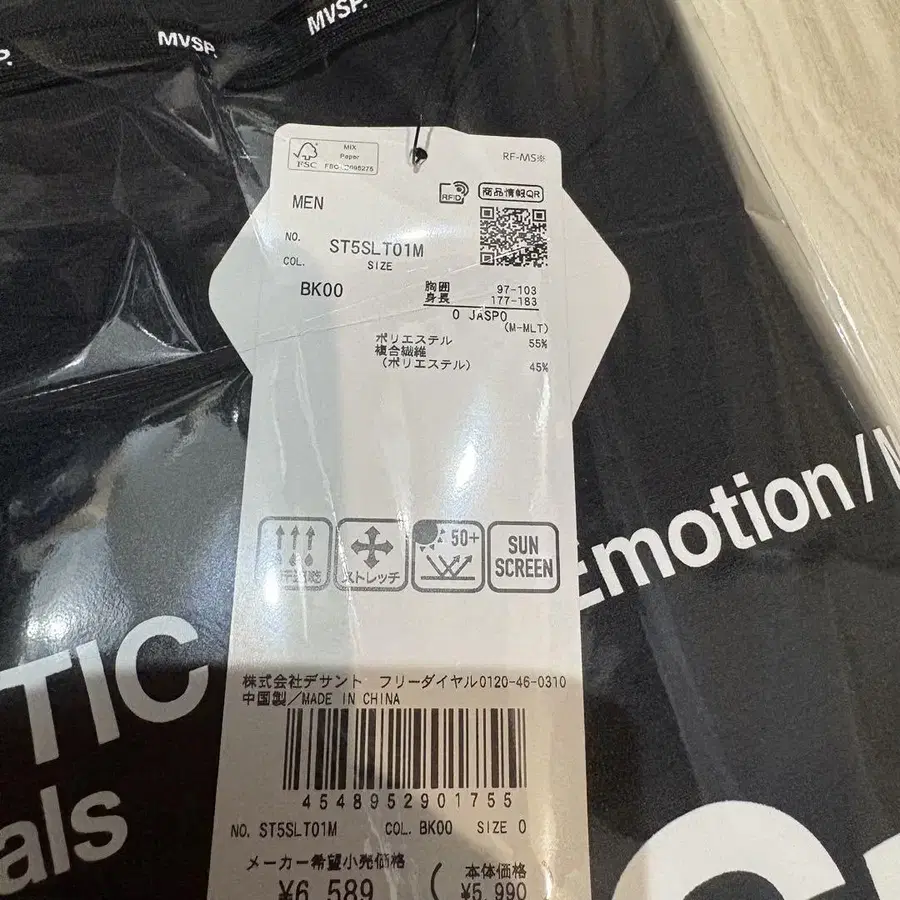 P.
MVSP.
MVSP.
FSC
MIX
Paper
RF-MS※
MEN
RFID
商品情報QR
NO.
ST5SLT01M
COL.
SIZE
BK00
胸囲 97-103
身長 177-183
O JASPO
(M-MLT)
ポリエステル 55%
複合繊維
(ポリエステル) 45%
ストレッチ
50+
SUN
SCREEN
Emotion/
TIC
als
株式会社デサント フリーダイヤル0120-46-0310
中国製/MADE IN CHINA
4548952901755
NO. ST5SLT01M COL. BK00 SIZE O
メーカー希望小売価格
本体価格
¥6,589
(¥5,990